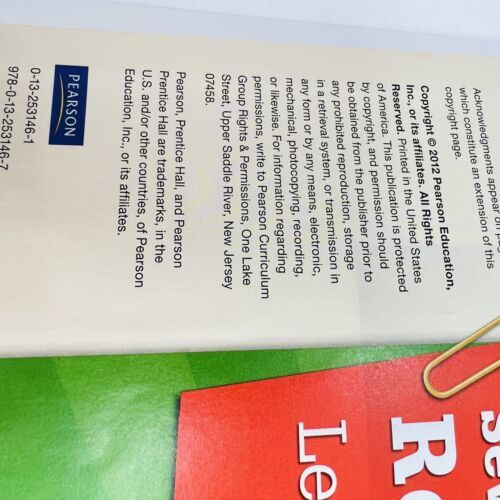 Acknowledgments appear on
which constitute an extension of this
copyright page.
Copyright © 2012 Pearson Education,
Inc., or its affiliates. All Rights
Reserved. Printed in the United States
of America. This publication is protected
by copyright, and permission should
be obtained from the publisher prior to
any prohibited reproduction, storage
in a retrieval system, or transmission in
any form or by any means, electronic,
mechanical, photocopying, recording,
or likewise. For information regarding
permissions, write to Pearson Curriculum
Group Rights & Permissions, One Lake
Street, Upper Saddle River, New Jersey
07458.
Pearson, Prentice Hall, and Pearson
Prentice Hall are trademarks, in the
U.S. and/or other countries, of Pearson
Education, Inc., or its affiliates.
PEARSON
0-13-253146-1
978-0-13-253146-7
se
R
Le